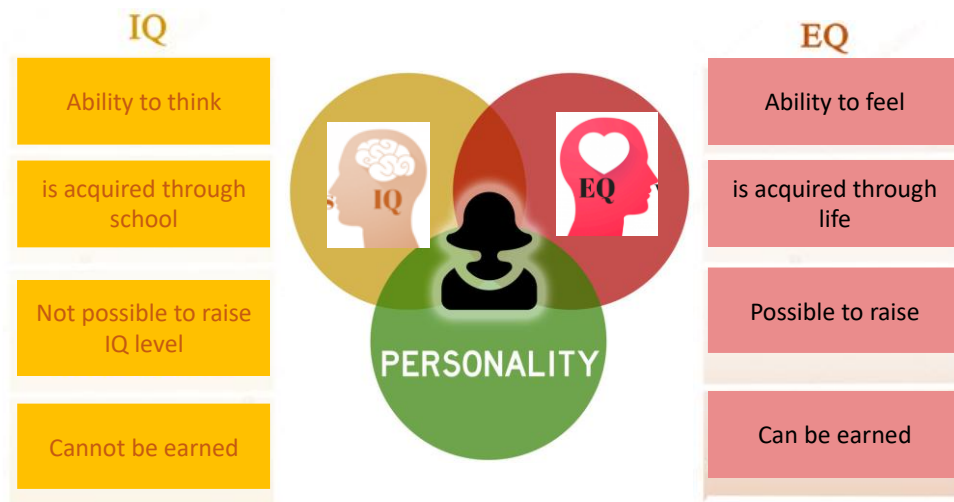 IQ
Ability to think
is acquired through
school
Not possible to raise
IQ level
Cannot be earned
s
IQ
EQ
PERSONALITY
EQ
Ability to feel
is acquired through
life
Possible to raise
Can be earned